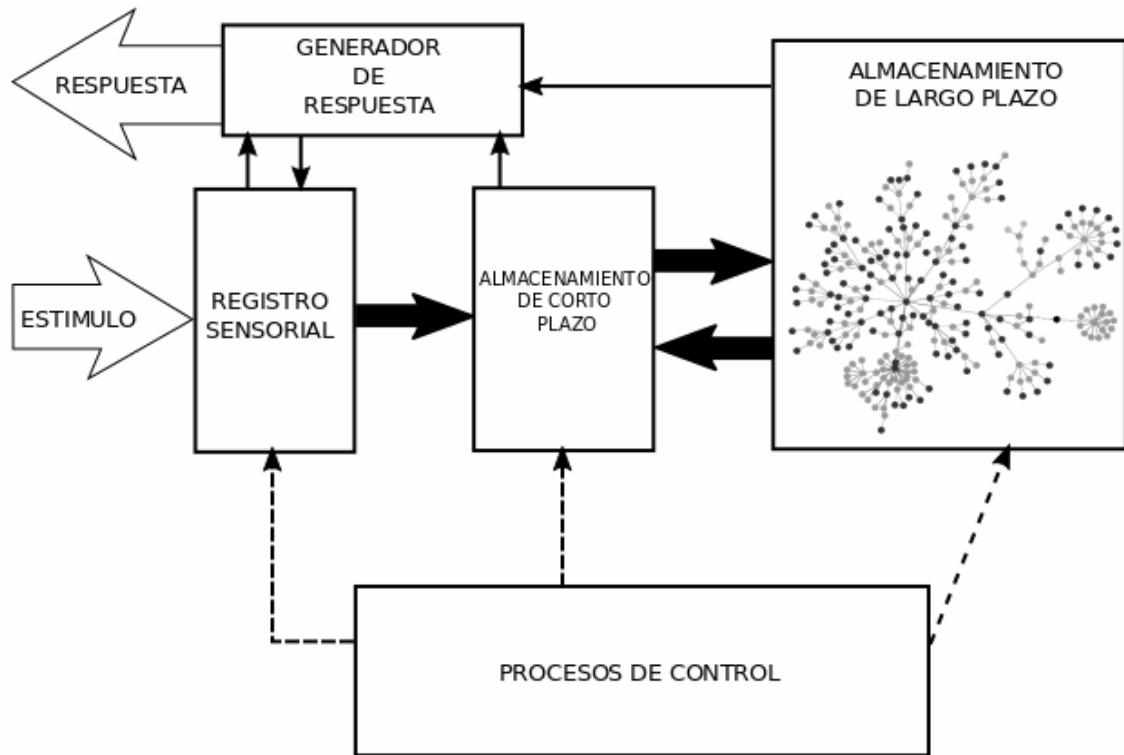 GENERADOR
DE
RESPUESTA
RESPUESTA
ALMACENAMIENTO
DE LARGO PLAZO
ESTIMULO
REGISTRO
SENSORIAL
ALMACENAMIENTO
DE CORTO
PLAZO
PROCESOS DE CONTROL